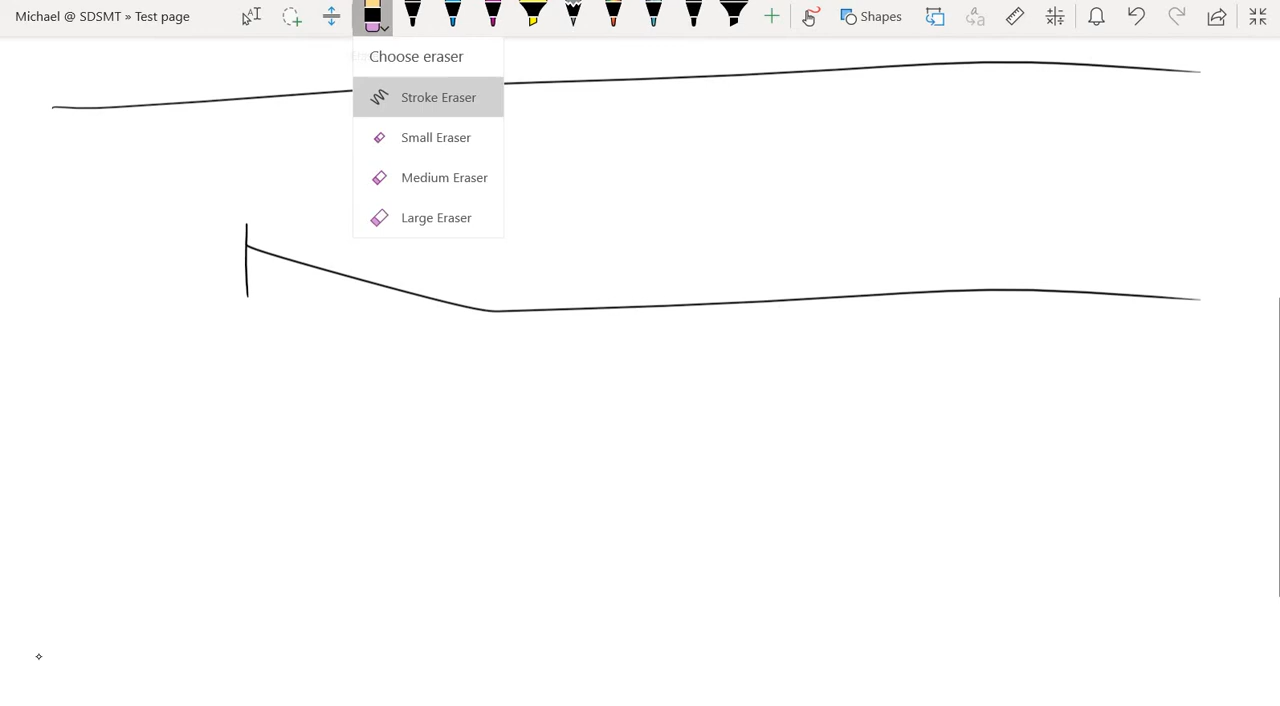 Michael @ SDSMT » Test page
Shapes
Choose eraser
Stroke Eraser
Small Eraser
Medium Eraser
Large Eraser